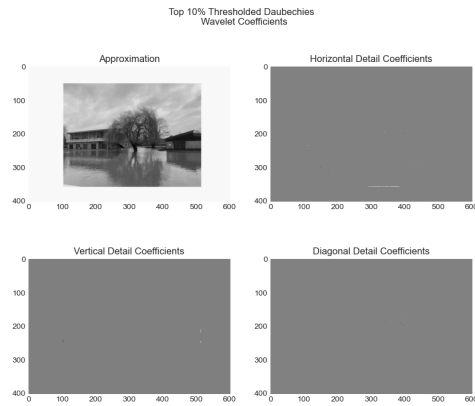 Top 10% Thresholded Daubechies
Wavelet Coefficients
Approximation
0
100
200
300
400
0 100 200 300 400 500 600
Horizontal Detail Coefficients
0
100
200
300
400
0 100 200 300 400 500 600
Vertical Detail Coefficients
0
100
200
300
400
0 100 200 300 400 500 600
Diagonal Detail Coefficients
0
100
200
300
400
0 100 200 300 400 500 600